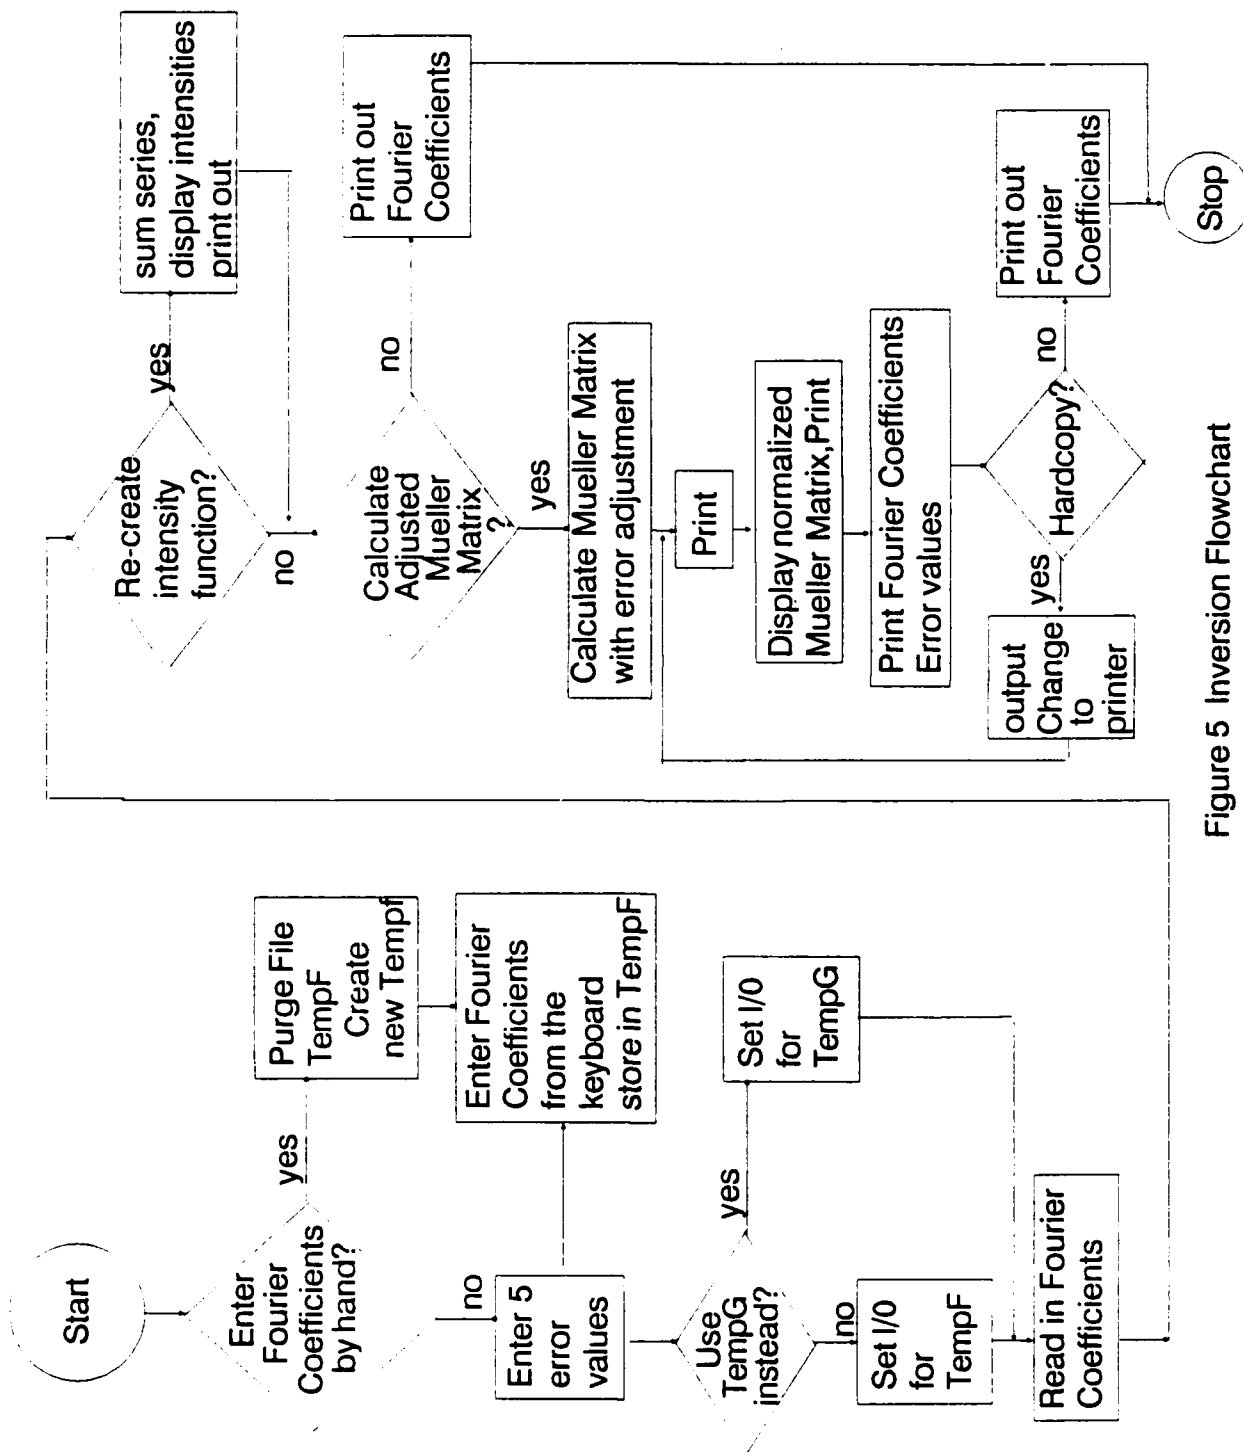 Start
Enter
Fourier
Coefficients
by hand?
yes
Purge File
TempF Create
new Tempf
Enter Fourier
Coefficients
from the
keyboard
store in TempF
no
Enter 5
error
values
Use
TempG
instead?
yes
Set I/0
for
TempG
no
Set I/0
for
TempF
Read in Fourier
Coefficients
Re-create
intensity
function?
yes
sum series,
display intensities
print out
no
Calculate
Adjusted
Mueller
Matrix
?
no
Print out
Fourier
Coefficients
yes
Calculate Mueller Matrix
with error adjustment
Print
Display normalized
Mueller Matrix,Print
Print Fourier Coefficients
Error values
Hardcopy?
yes
output
Change
to
printer
no
Print out
Fourier
Coefficients
Stop
Figure 5 Inversion Flowchart